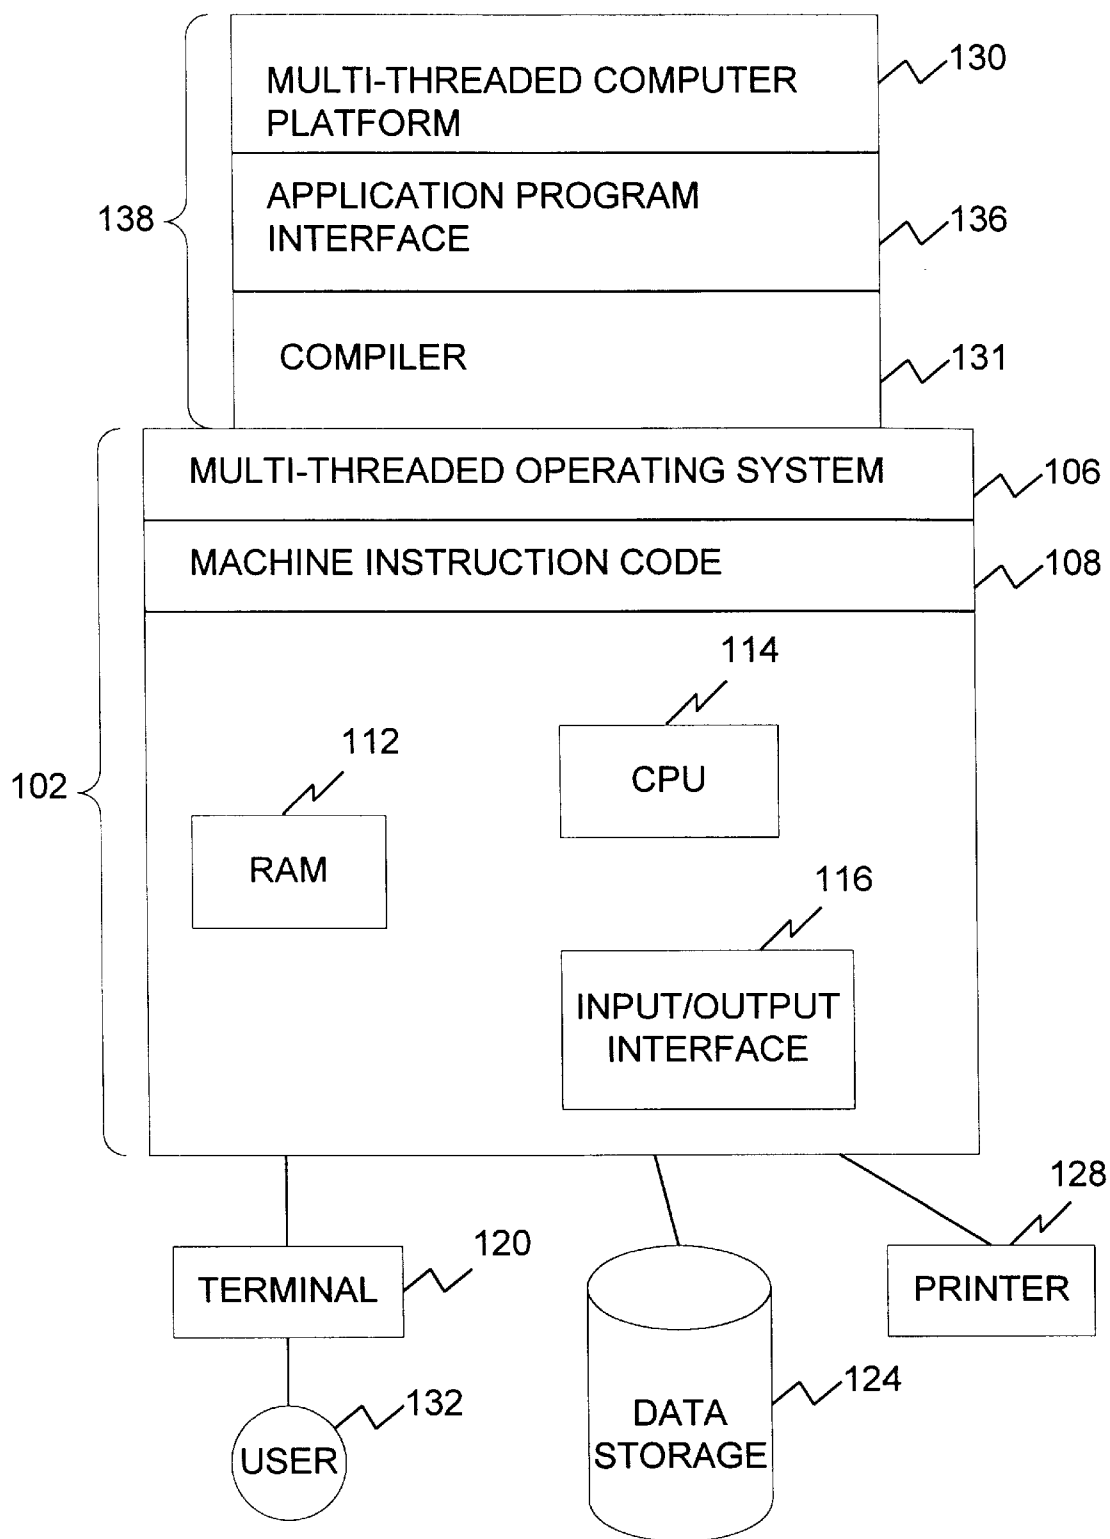 130
MULTI-THREADED COMPUTER
PLATFORM
138
APPLICATION PROGRAM
INTERFACE
136
COMPILER
131
MULTI-THREADED OPERATING SYSTEM
106
MACHINE INSTRUCTION CODE
108
114
112
CPU
102
RAM
116
INPUT/OUTPUT
INTERFACE
128
120
TERMINAL
PRINTER
124
132
DATA
STORAGE
USER